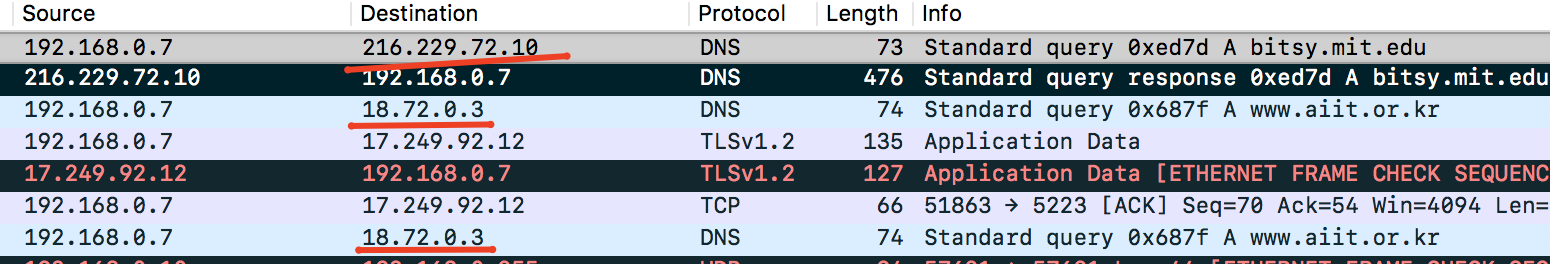 Source Destination Protocol Length Info
192.168.0.7 216.229.72.10 DNS 73 Standard query 0xed7d A bitsy.mit.edu
216.229.72.10 192.168.0.7 DNS 476 Standard query response 0xed7d A bitsy.mit.edu
192.168.0.7 18.72.0.3 DNS 74 Standard query 0x687f A www.aiit.or.kr
192.168.0.7 17.249.92.12 TLSv1.2 135 Application Data
17.249.92.12 192.168.0.7 TLSv1.2 127 Application Data [ETHERNET FRAME CHECK SEQUENC
192.168.0.7 17.249.92.12 TCP 66 51863 → 5223 [ACK] Seq=70 Ack=54 Win=4094 Len=
192.168.0.7 18.72.0.3 DNS 74 Standard query 0x687f A www.aiit.or.kr